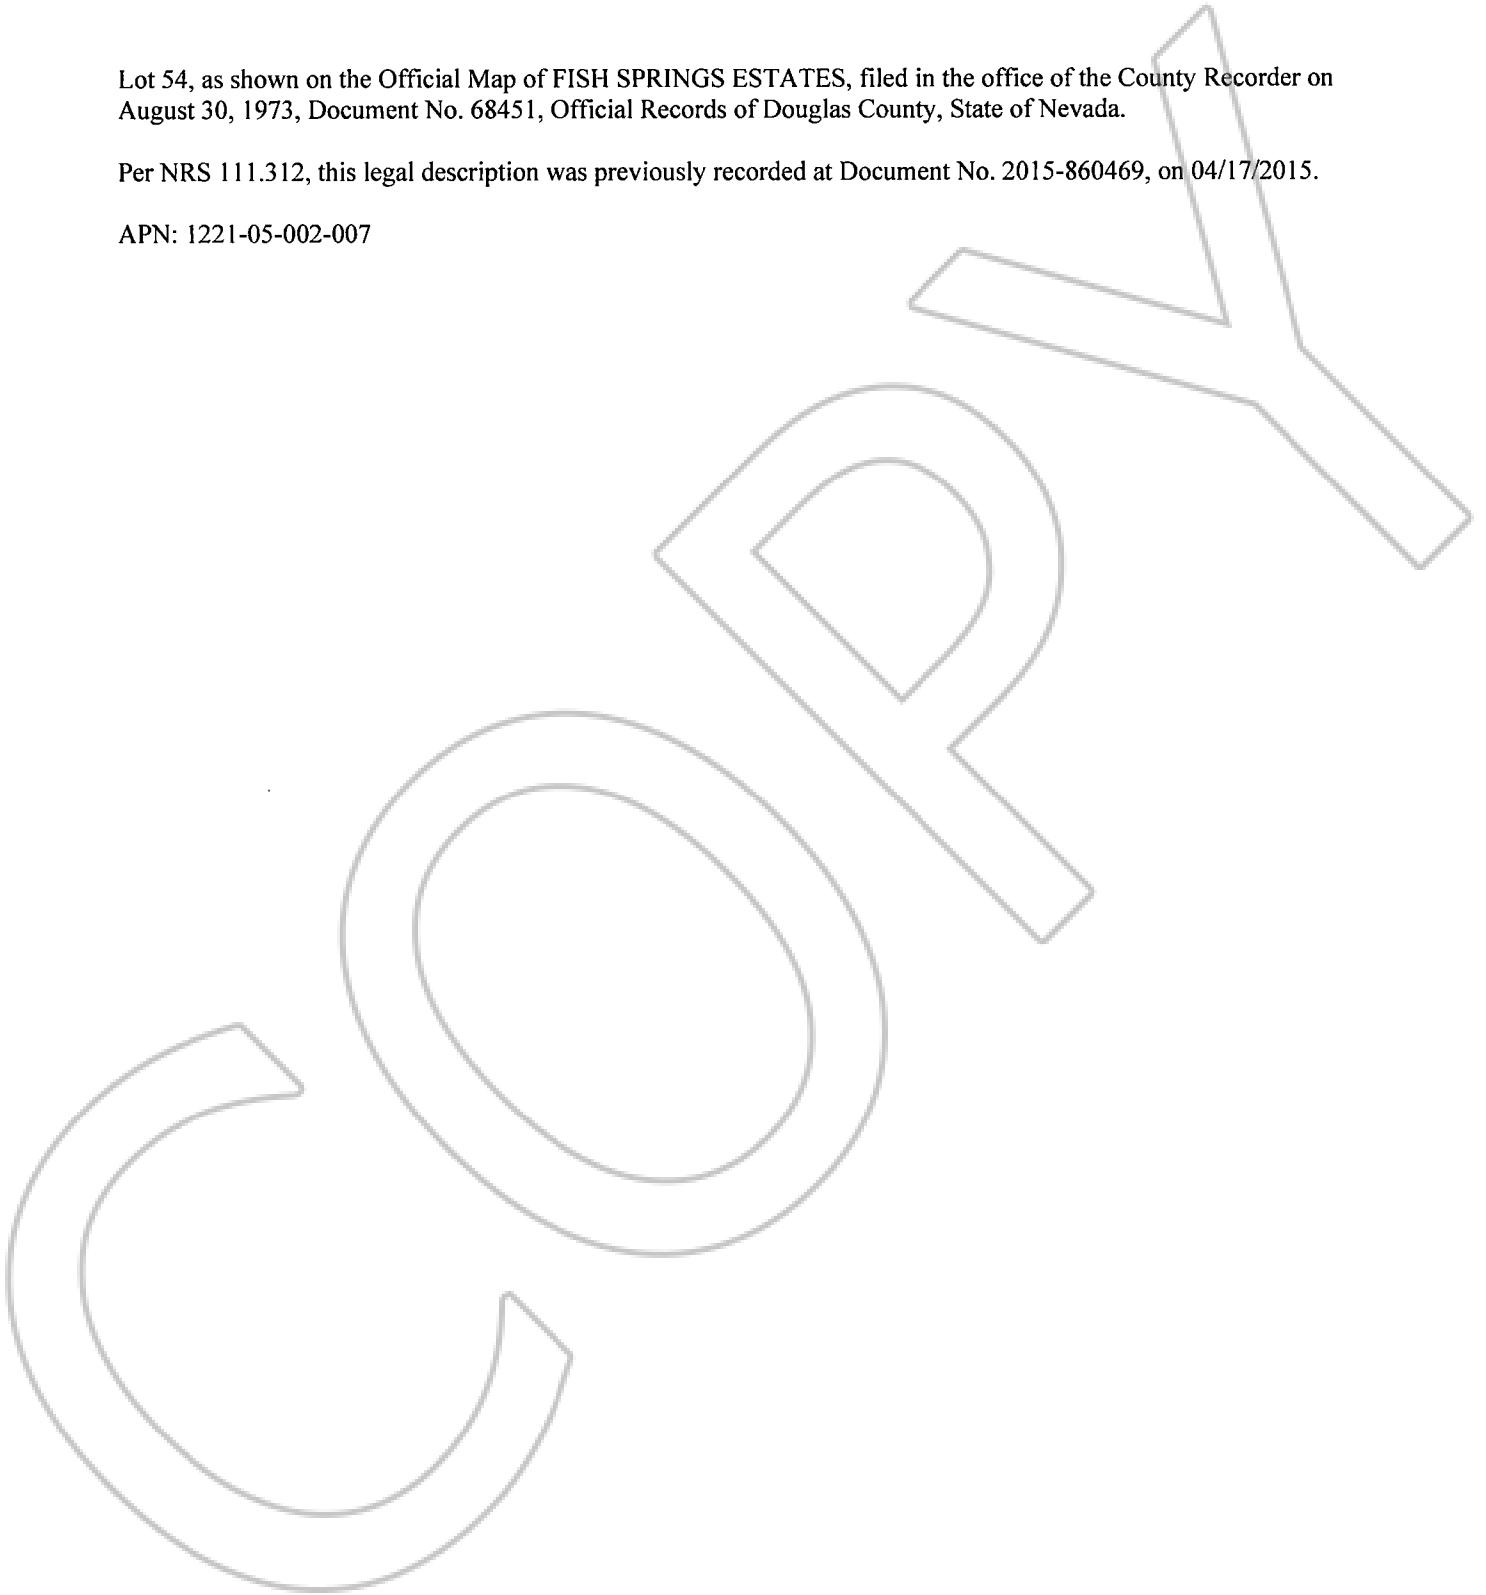 Lot 54, as shown on the Official Map of FISH SPRINGS ESTATES, filed in the office of the County Recorder on
August 30, 1973, Document No. 68451, Official Records of Douglas County, State of Nevada.
Per NRS 111.312, this legal description was previously recorded at Document No. 2015-860469, on 04/17/2015.
APN: 1221-05-002-007
COPY